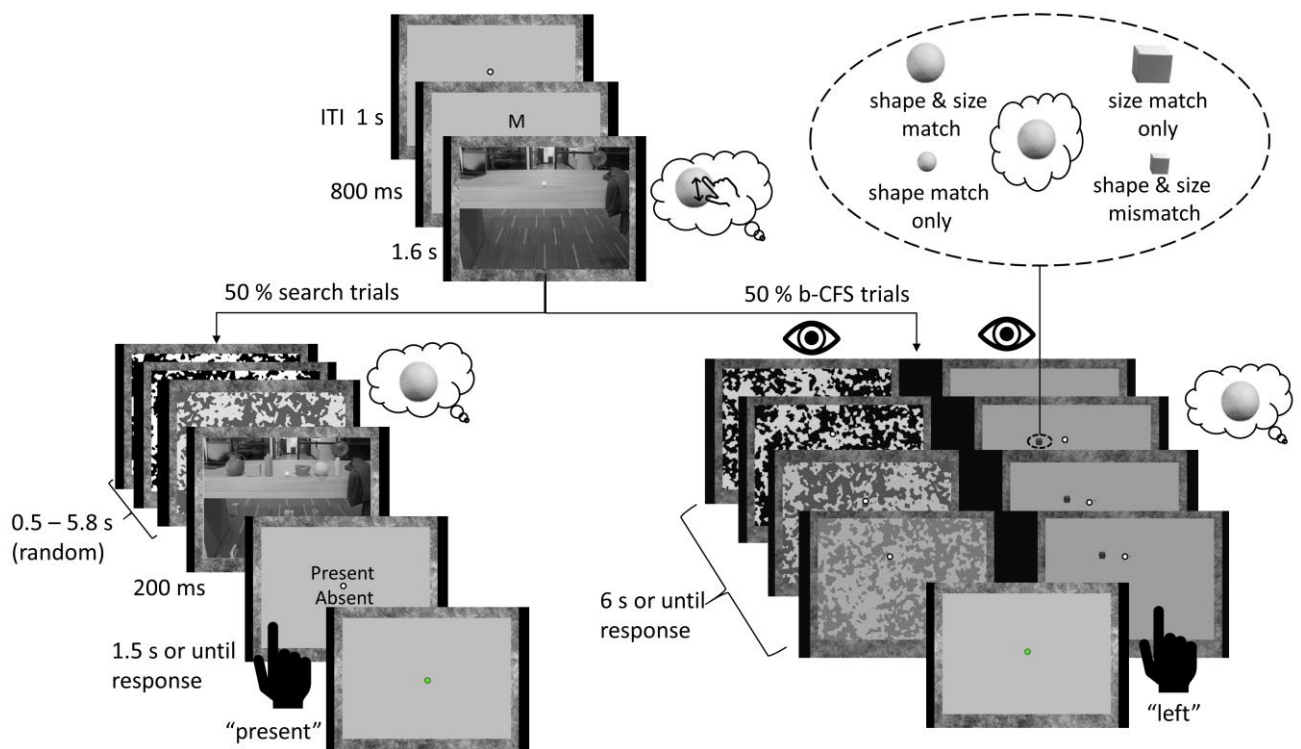 ITI 1 s
M
800 ms
1.6 s
shape & size
match
size match
only
shape match
only
shape & size
mismatch
50 % search trials
50 % b-CFS trials
0.5 – 5.8 s
(random)
200 ms
Present
Absent
1.5 s or until
response
"present"
6 s or until
response
"left"